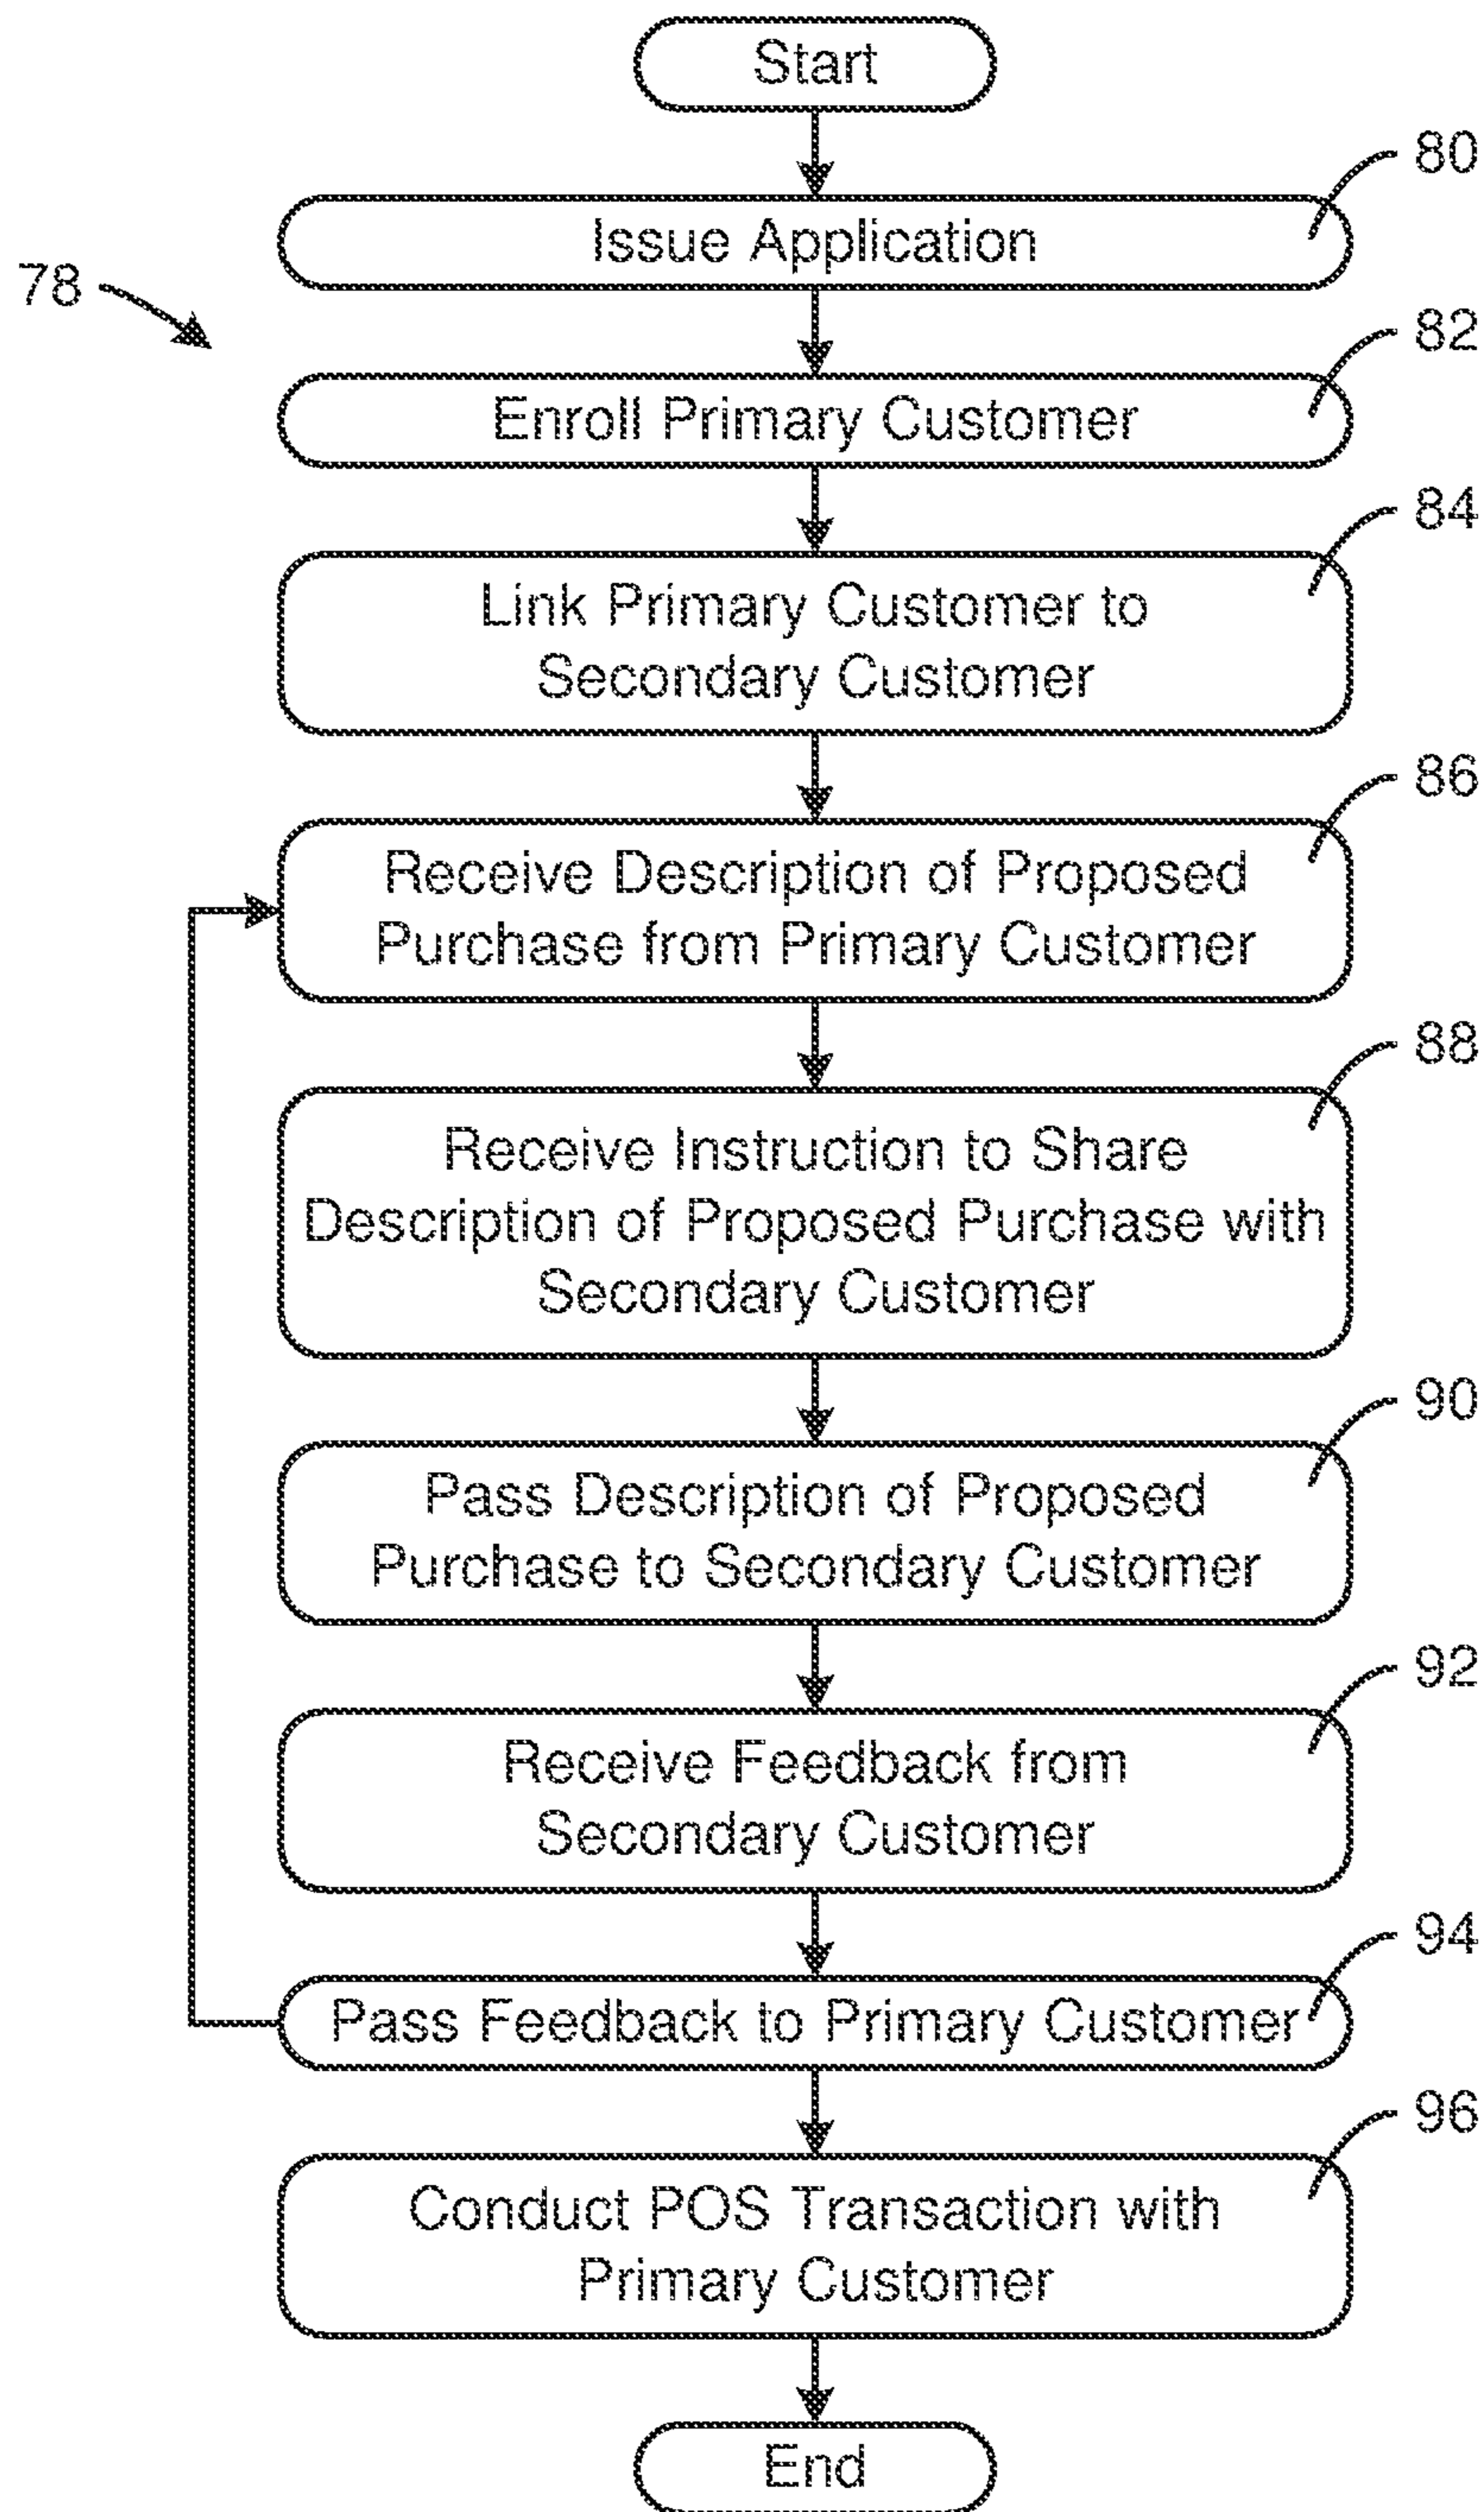 Start
80
Issue Application
78
82
Enroll Primary Customer
84
Link Primary Customer to
Secondary Customer
86
Receive Description of Proposed
Purchase from Primary Customer
88
Receive Instruction to Share
Description of Proposed Purchase with
Secondary Customer
90
Pass Description of Proposed
Purchase to Secondary Customer
92
Receive Feedback from
Secondary Customer
94
Pass Feedback to Primary Customer
96
Conduct POS Transaction with
Primary Customer
End